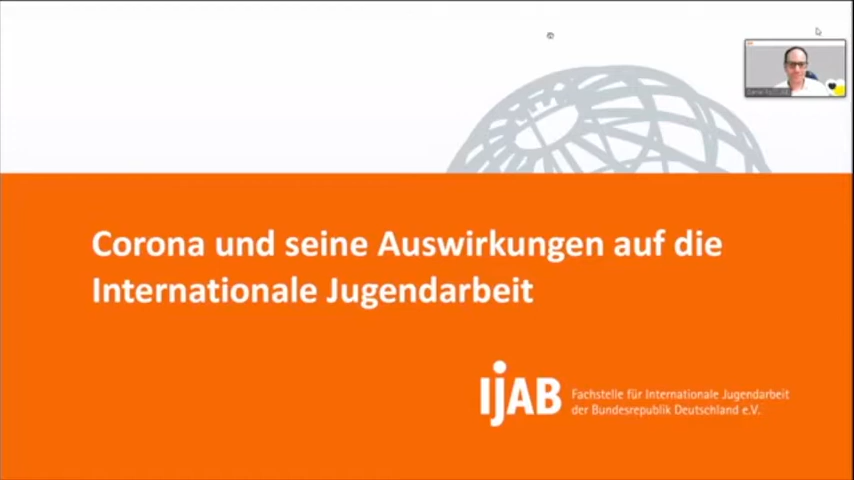 Corona und seine Auswirkungen auf die
Internationale Jugendarbeit
IJAB
Fachstelle für Internationale Jugendarbeit
der Bundesrepublik Deutschland e.V.